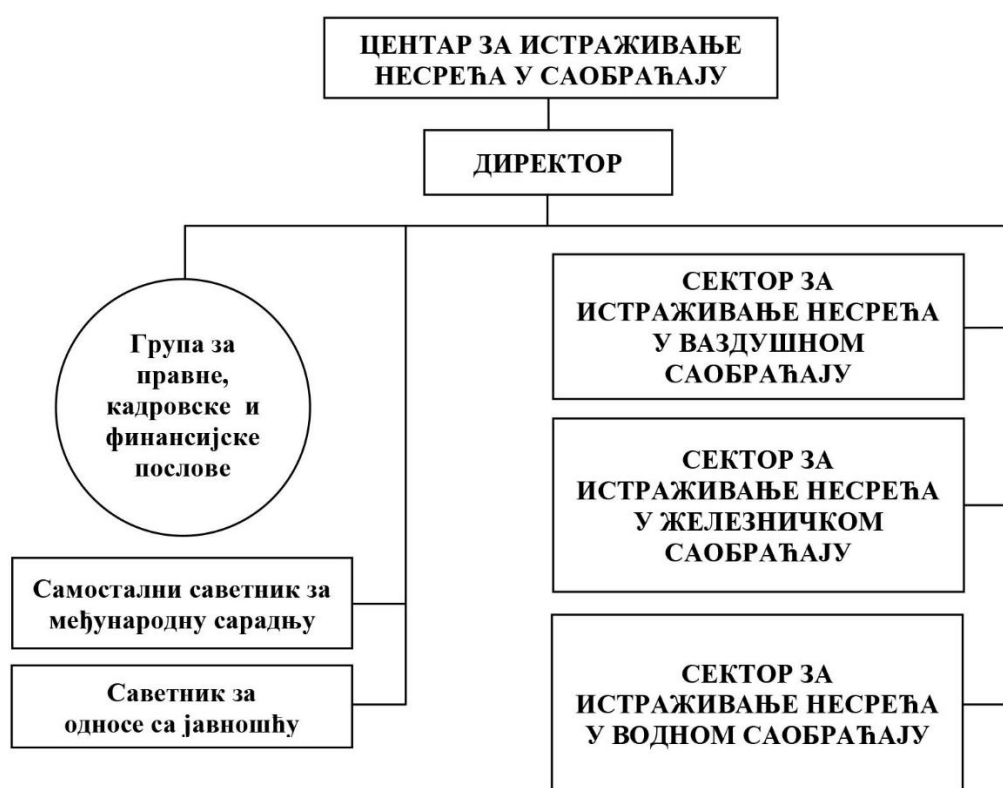 ЦЕНТАР ЗА ИСТРАЖИВАЊЕ
НЕСРЕЋА У САОБРАЋАЈУ
ДИРЕКТОР
Група за
правне,
кадровске и
финансијске
послове
Самостални саветник за
међународну сарадњу
Саветник за
односе са јавношћу
СЕКТОР ЗА
ИСТРАЖИВАЊЕ НЕСРЕЋА
У ВАЗДУШНОМ
САОБРАЋАЈУ
СЕКТОР ЗА
ИСТРАЖИВАЊЕ НЕСРЕЋА
У ЖЕЛЕЗНИЧКОМ
САОБРАЋАЈУ
СЕКТОР ЗА
ИСТРАЖИВАЊЕ НЕСРЕЋА
У ВОДНОМ САОБРАЋАЈУ